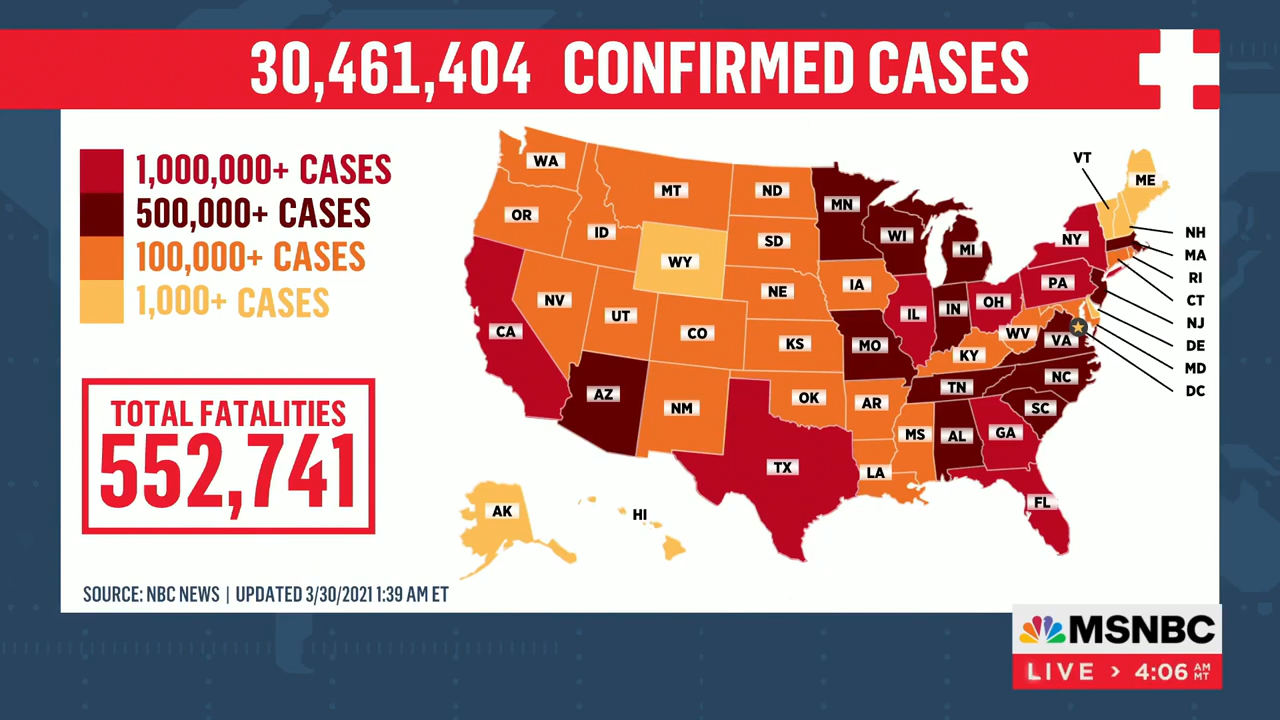 30,461,404 CONFIRMED CASES
1,000,000+ CASES
500,000+ CASES
100,000+ CASES
1,000+ CASES
TOTAL FATALITIES
552,741
WA
MT
ND
MN
VT
ME
OR
ID
SD
WI
MI
NY
NH
MA
RI
CT
NJ
DE
MD
DC
WY
NV
UT
CO
NE
IA
IL
IN
OH
PA
CA
KS
MO
KY
WV
VA
AZ
NM
OK
AR
TN
NC
SC
MS
AL
GA
TX
LA
FL
AK
HI
SOURCE: NBC NEWS | UPDATED 3/30/2021 1:39 AM ET
MSNBC
LIVE > 4:06 AM MT